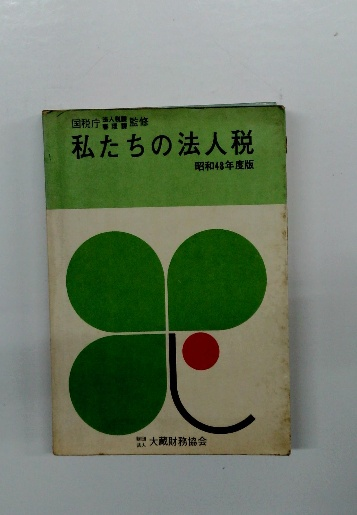 国税庁 法人税課 審理課 監修
私たちの法人税
昭和48年度版
財団法人 大蔵財務協会